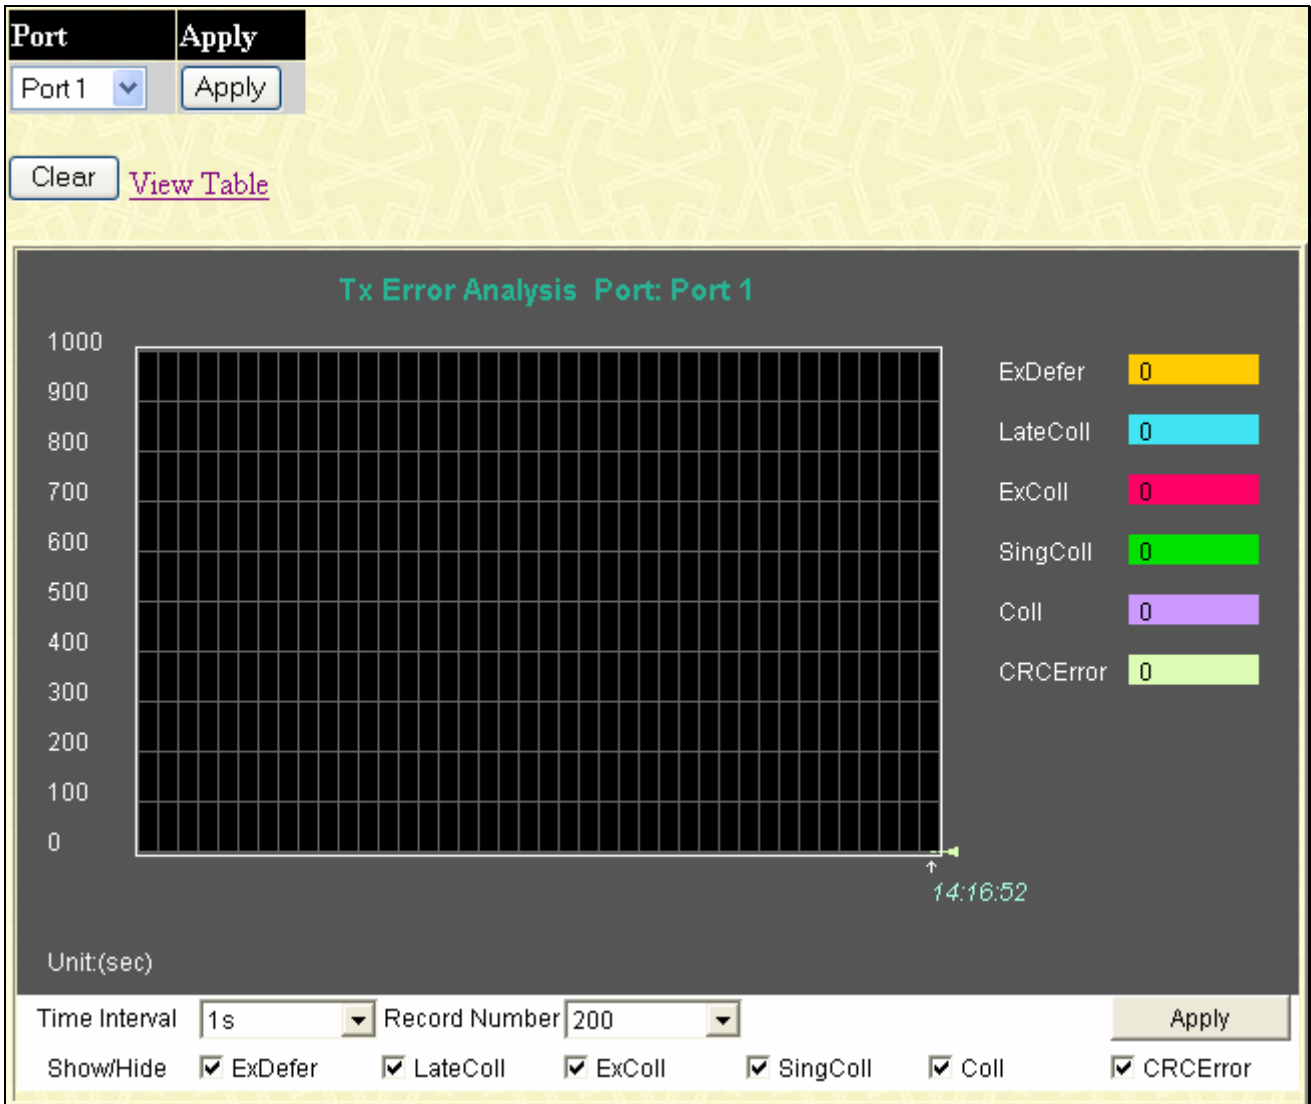 Port Apply
Port 1 Apply
Clear View Table
Tx Error Analysis Port: Port 1
1000
900
800
700
600
500
400
300
200
100
0
ExDefer 0
LateColl 0
ExColl 0
SingColl 0
Coll 0
CRCError 0
14:16:52
Unit:(sec)
Time Interval 1s Record Number 200 Apply
Show/Hide ExDefer LateColl ExColl SingColl Coll CRCError